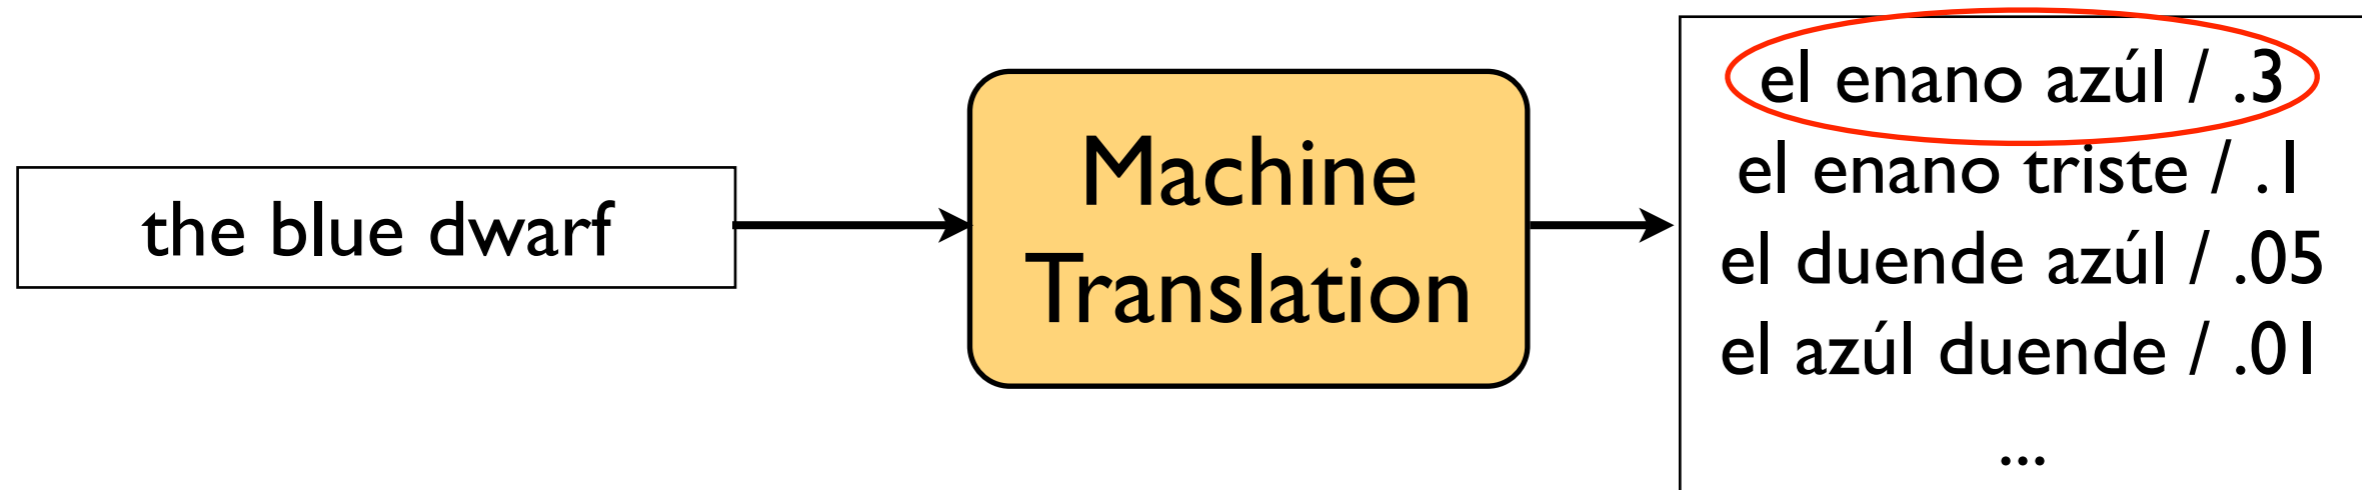 the blue dwarf
Machine
Translation
el enano azúl / .3
el enano triste / .1
el duende azúl / .05
el azúl duende / .01
...